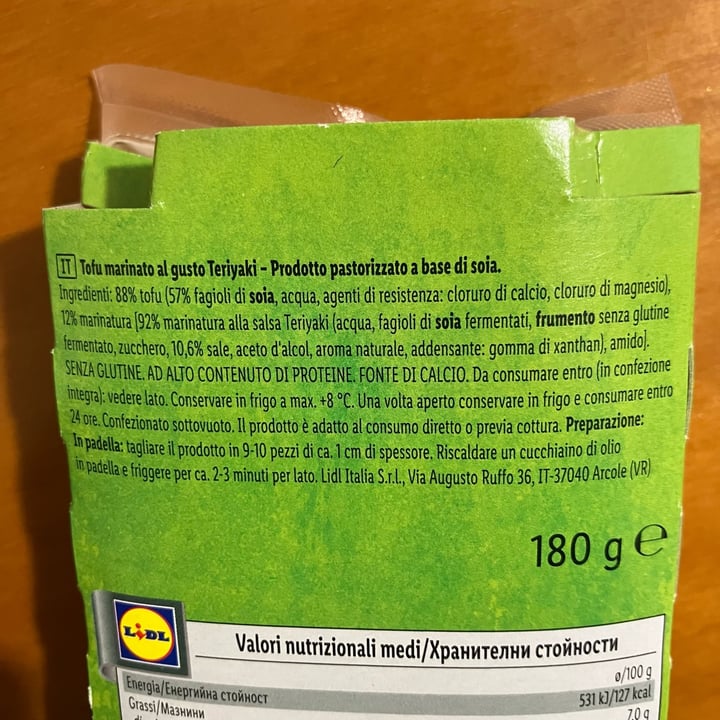 IT Tofu marinato al gusto Teriyaki - Prodotto pastorizzato a base di soia.
Ingredienti: 88% tofu (57% fagioli di soia, acqua, agenti di resistenza: cloruro di calcio, cloruro di magnesio),
12% marinatura [92% marinatura alla salsa Teriyaki (acqua, fagioli di soia fermentati, frumento senza glutine
fermentato, zucchero, 10,6% sale, aceto d'alcol, aroma naturale, addensante: gomma di xanthan), amido].
SENZA GLUTINE. AD ALTO CONTENUTO DI PROTEINE. FONTE DI CALCIO. Da consumare entro (in confezione
integra): vedere lato. Conservare in frigo a max. +8 °C. Una volta aperto conservare in frigo e consumare entro
24 ore. Confezionato sottovuoto. Il prodotto è adatto al consumo diretto o previa cottura. Preparazione:
In padella: tagliare il prodotto in 9-10 pezzi di ca. 1 cm di spessore. Riscaldare un cucchiaino di olio
in padella e friggere per ca. 2-3 minuti per lato. Lidl Italia S.r.l., Via Augusto Ruffo 36, IT-37040 Arcole (VR)
180 g ℮
LIDL
Valori nutrizionali medi/Хранителни стойности
ø/100 g
Energia/Енергийна стойност 531 kJ/127 kcal
Grassi/Мазнини 7,0 g